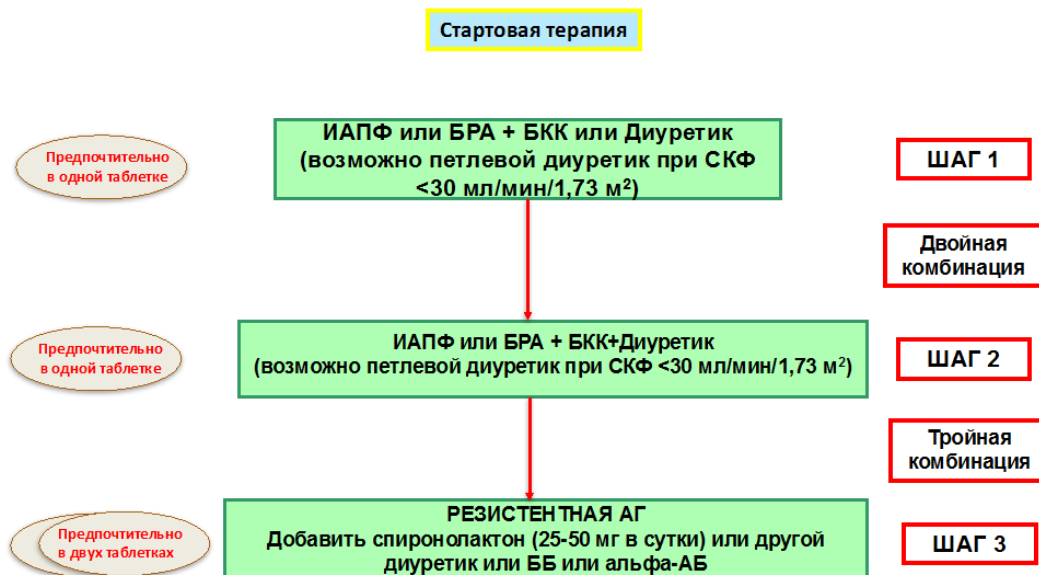 Стартовая терапия
Предпочтительно
в одной таблетке
ИАПФ или БРА + БКК или Диуретик
(возможно петлевой диуретик при СКФ
<30 мл/мин/1,73 м²)
ШАГ 1
Двойная
комбинация
Предпочтительно
в одной таблетке
ИАПФ или БРА + БКК+Диуретик
(возможно петлевой диуретик при СКФ <30 мл/мин/1,73 м²)
ШАГ 2
Тройная
комбинация
Предпочтительно
в двух таблетках
РЕЗИСТЕНТНАЯ АГ
Добавить спиронолактон (25-50 мг в сутки) или другой
диуретик или ББ или альфа-АБ
ШАГ 3